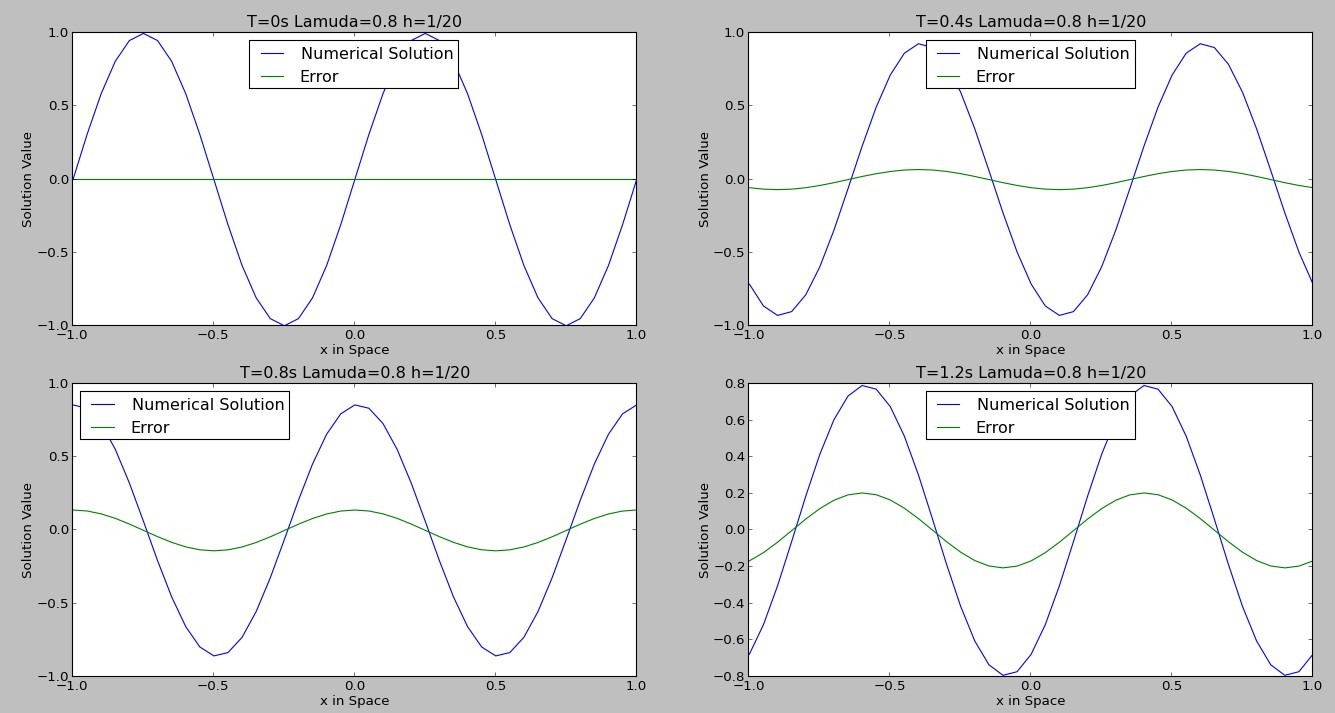 T=0s Lamuda=0.8 h=1/20
Numerical Solution
Error
1.0
0.5
0.0
−0.5
−1.0
Solution Value
−1.0
−0.5
0.0
0.5
1.0
x in Space
T=0.4s Lamuda=0.8 h=1/20
Numerical Solution
Error
1.0
0.5
0.0
−0.5
−1.0
Solution Value
−1.0
−0.5
0.0
0.5
1.0
x in Space
T=0.8s Lamuda=0.8 h=1/20
Numerical Solution
Error
1.0
0.5
0.0
−0.5
−1.0
Solution Value
−1.0
−0.5
0.0
0.5
1.0
x in Space
T=1.2s Lamuda=0.8 h=1/20
Numerical Solution
Error
0.8
0.6
0.4
0.2
0.0
−0.2
−0.4
−0.6
−0.8
Solution Value
−1.0
−0.5
0.0
0.5
1.0
x in Space